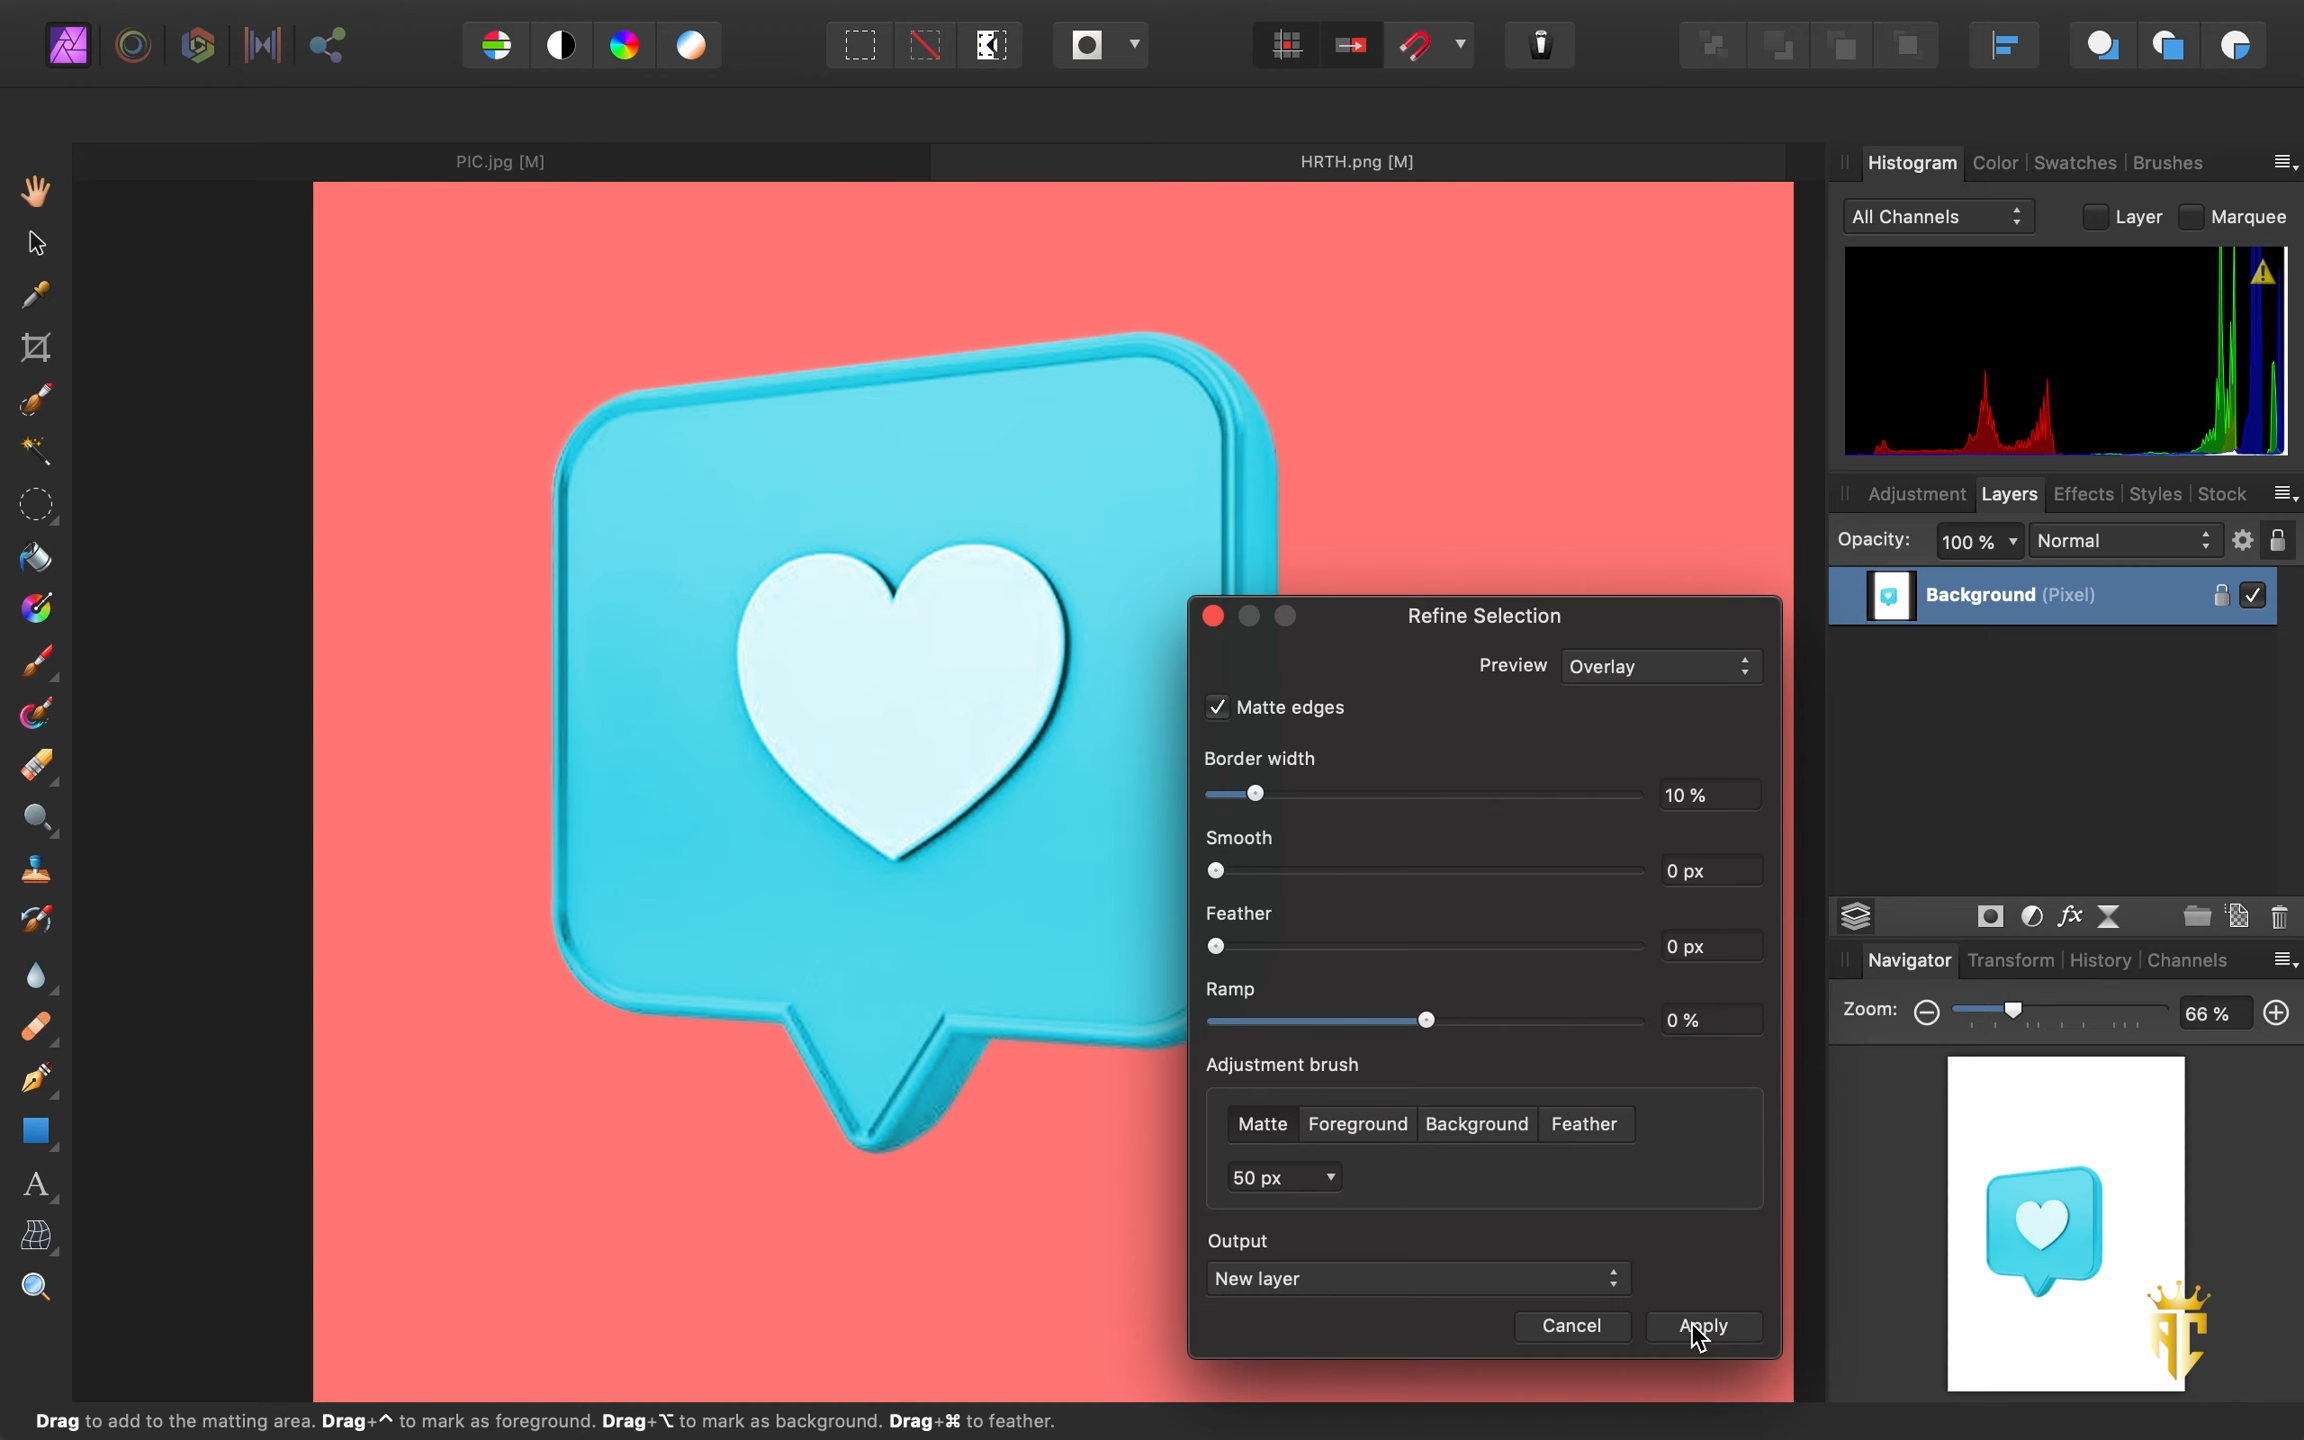 PIC.jpg [M]
HRTH.png [M]
Histogram
Color
Swatches
Brushes
All Channels
Layer
Marquee
Adjustment
Layers
Effects
Styles
Stock
Opacity:
100 %
Normal
Background (Pixel)
Refine Selection
Preview
Overlay
Matte edges
Border width
10 %
Smooth
0 px
Feather
0 px
Ramp
0 %
Adjustment brush
Matte
Foreground
Background
Feather
50 px
Output
New layer
Cancel
Apply
fx
Navigator
Transform
History
Channels
Zoom:
66 %
A
AC
Drag to add to the matting area. Drag+^ to mark as foreground. Drag+⌥ to mark as background. Drag+⌘ to feather.